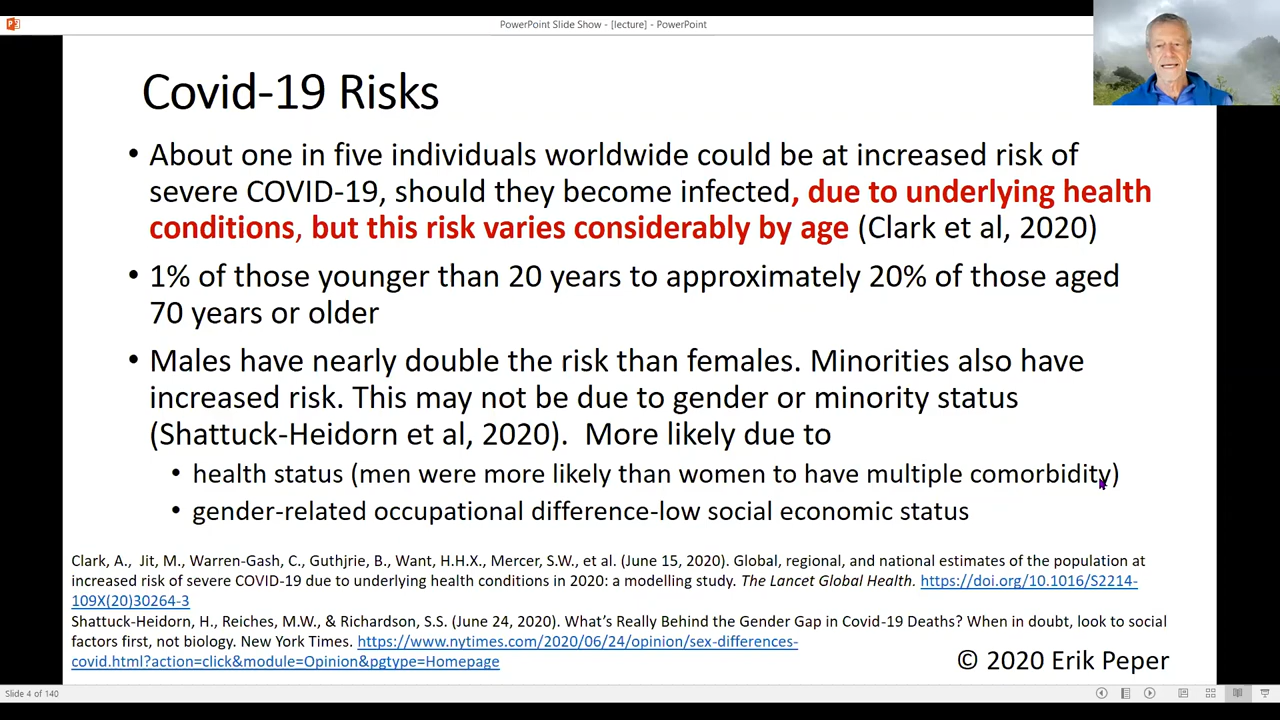 PowerPoint Slide Show - [lecture] - PowerPoint
Covid-19 Risks
• About one in five individuals worldwide could be at increased risk of
severe COVID-19, should they become infected, due to underlying health
conditions, but this risk varies considerably by age (Clark et al, 2020)
• 1% of those younger than 20 years to approximately 20% of those aged
70 years or older
• Males have nearly double the risk than females. Minorities also have
increased risk. This may not be due to gender or minority status
(Shattuck-Heidorn et al, 2020).  More likely due to
• health status (men were more likely than women to have multiple comorbidity)
• gender-related occupational difference-low social economic status
Clark, A.,  Jit, M., Warren-Gash, C., Guthjrie, B., Want, H.H.X., Mercer, S.W., et al. (June 15, 2020). Global, regional, and national estimates of the population at
increased risk of severe COVID-19 due to underlying health conditions in 2020: a modelling study. The Lancet Global Health. https://doi.org/10.1016/S2214-
109X(20)30264-3
Shattuck-Heidorn, H., Reiches, M.W., & Richardson, S.S. (June 24, 2020). What’s Really Behind the Gender Gap in Covid-19 Deaths? When in doubt, look to social
factors first, not biology. New York Times. https://www.nytimes.com/2020/06/24/opinion/sex-differences-
covid.html?action=click&module=Opinion&pgtype=Homepage
© 2020 Erik Peper
Slide 4 of 140